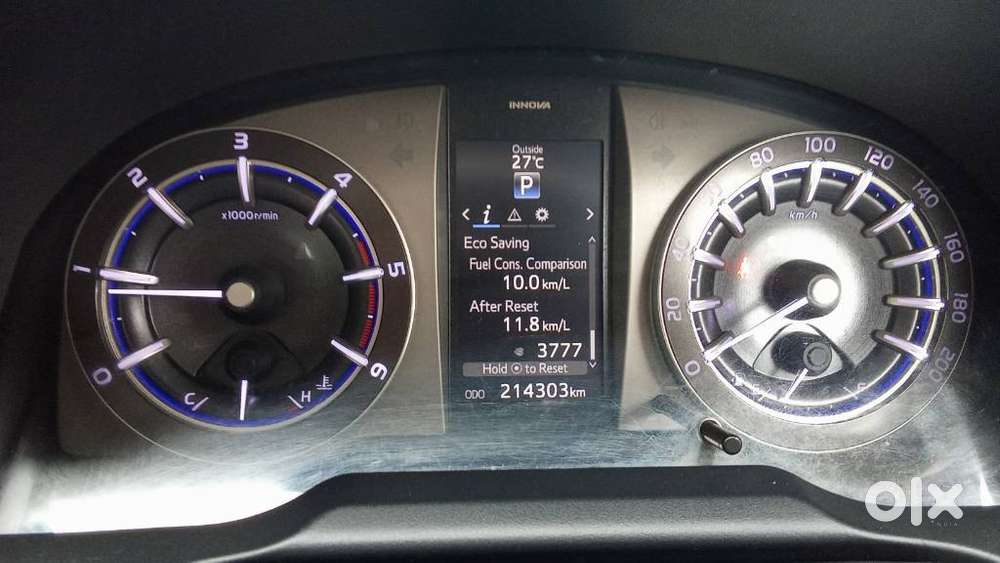 INNOVA
Outside
27°C
P
< i >
Eco Saving
Fuel Cons. Comparison
10.0 km/L
After Reset
11.8 km/L
3777
Hold to Reset
ODO 214303 km
0 1 2 3 4 5 6
x1000r/min
C H
0 20 40 80 100 120 140 160 180 200
km/h
olx
INDIA